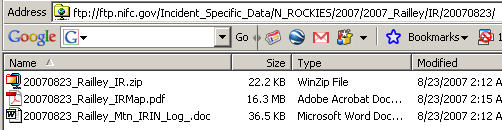 Address ftp://ftp.nifc.gov/Incident_Specific_Data/N_ROCKIES/2007/2007_Railley/IR/20070823/
Google G Go Bookmarks
Name Size Type Modified
20070823_Railley_IR.zip 22.2 KB WinZip File 8/23/2007 2:12 A
20070823_Railley_IRMap.pdf 16.3 MB Adobe Acrobat Doc... 8/23/2007 2:14 A
20070823_Railley_Mtn_IRIN_Log_.doc 36.5 KB Microsoft Word Doc... 8/23/2007 2:12 A